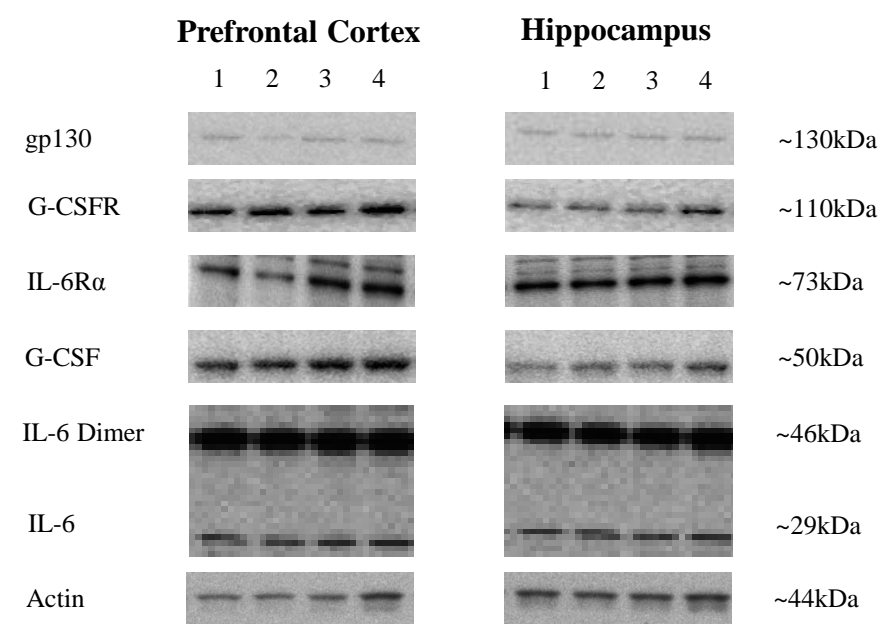 Prefrontal Cortex Hippocampus
1 2 3 4 1 2 3 4
gp130 ~130kDa
G-CSFR ~110kDa
IL-6Rα ~73kDa
G-CSF ~50kDa
IL-6 Dimer ~46kDa
IL-6 ~29kDa
Actin ~44kDa